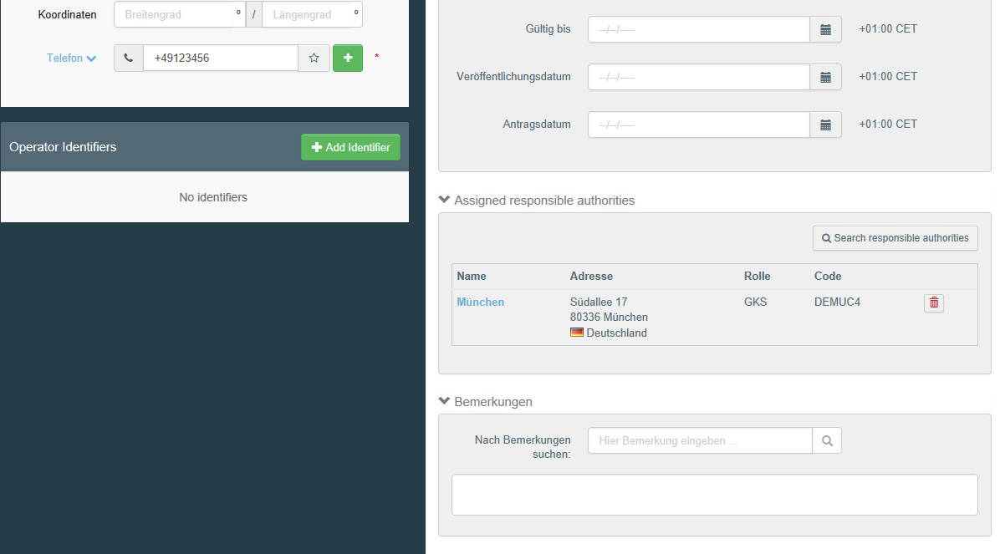 Koordinaten Breitengrad º / Längengrad º
Telefon +49123456 *
Operator Identifiers Add Identifier
No identifiers
Gültig bis --/--/---- +01:00 CET
Veröffentlichungsdatum --/--/---- +01:00 CET
Antragsdatum --/--/---- +01:00 CET
Assigned responsible authorities
Search responsible authorities
Name Adresse Rolle Code
München Südallee 17 GKS DEMUC4
80336 München
Deutschland
Bemerkungen
Nach Bemerkungen Hier Bemerkung eingeben ...
suchen: